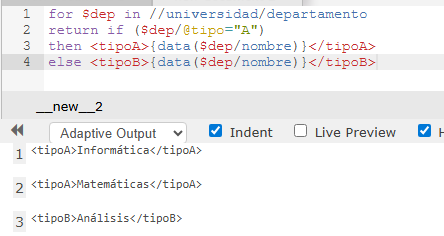 1 for $dep in //universidad/departamento
2 return if ($dep/@tipo="A")
3 then <tipoA>{data($dep/nombre)}</tipoA>
4 else <tipoB>{data($dep/nombre)}</tipoB>
__new__2
Adaptive Output Indent Live Preview H
1 <tipoA>Informática</tipoA>
2 <tipoA>Matemáticas</tipoA>
3 <tipoB>Análisis</tipoB>